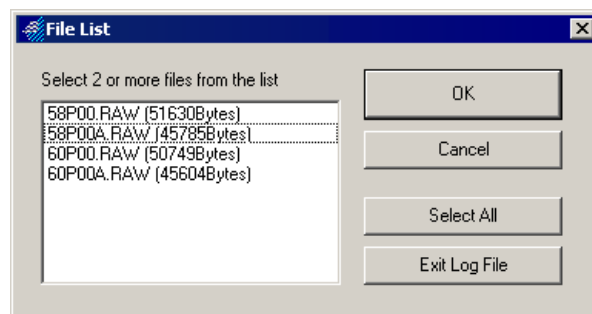 File List
Select 2 or more files from the list
58P00.RAW (51630Bytes)
58P00A.RAW (45785Bytes)
60P00.RAW (50749Bytes)
60P00A.RAW (45604Bytes)
OK
Cancel
Select All
Exit Log File